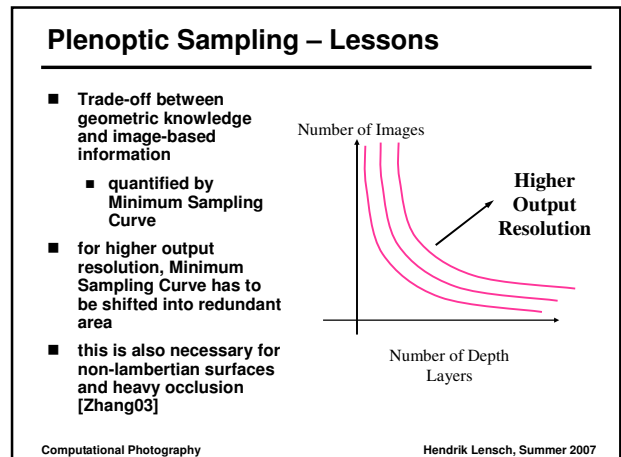 Plenoptic Sampling – Lessons
■ Trade-off between
geometric knowledge
and image-based
information
■ quantified by
Minimum Sampling
Curve
■ for higher output
resolution, Minimum
Sampling Curve has to
be shifted into redundant
area
■ this is also necessary for
non-lambertian surfaces
and heavy occlusion
[Zhang03]
Number of Images
Higher
Output
Resolution
Number of Depth
Layers
Computational Photography
Hendrik Lensch, Summer 2007